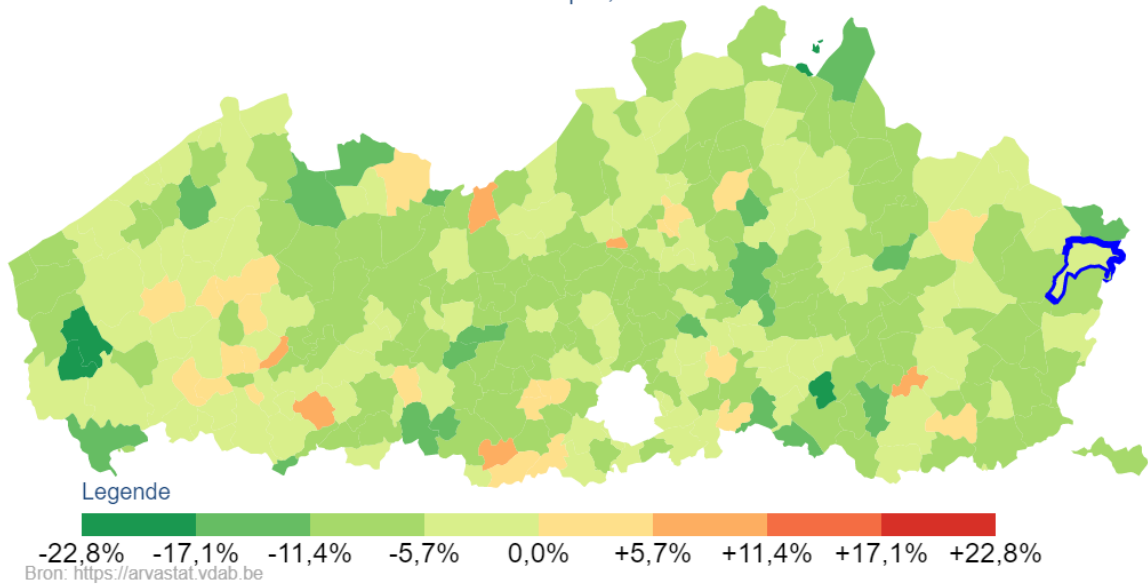 Legende
-22,8% -17,1% -11,4% -5,7% 0,0% +5,7% +11,4% +17,1% +22,8%
Bron: https://arvastat.vdab.be